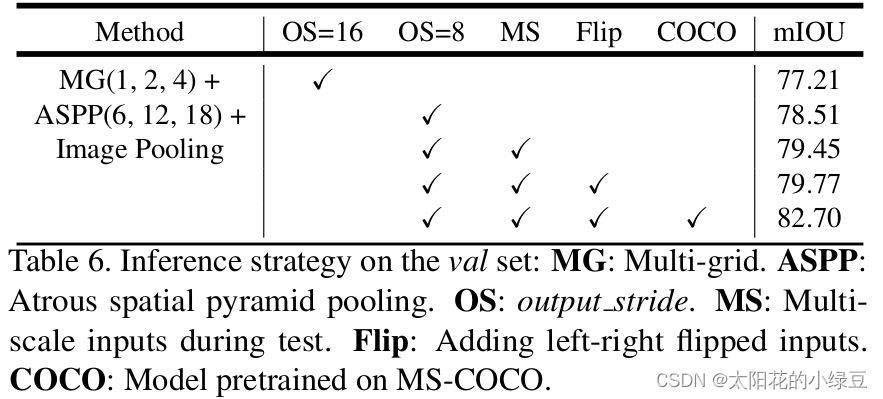 Method OS=16 OS=8 MS Flip COCO mIOU
MG(1, 2, 4) + ✓ 77.21
ASPP(6, 12, 18) + ✓ 78.51
Image Pooling ✓ ✓ 79.45
✓ ✓ ✓ 79.77
✓ ✓ ✓ ✓ 82.70
Table 6. Inference strategy on the val set: MG: Multi-grid. ASPP:
Atrous spatial pyramid pooling. OS: output_stride. MS: Multi-
scale inputs during test. Flip: Adding left-right flipped inputs.
COCO: Model pretrained on MS-COCO.
CSDN @太阳花的小绿豆